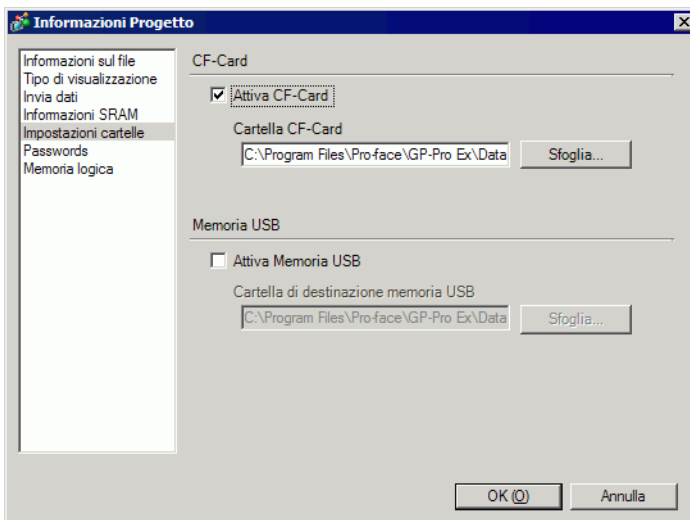 Informazioni Progetto
Informazioni sul file
Tipo di visualizzazione
Invia dati
Informazioni SRAM
Impostazioni cartelle
Passwords
Memoria logica
CF-Card
Attiva CF-Card
Cartella CF-Card
C:\Program Files\Pro-face\GP-Pro Ex\Data
Sfoglia...
Memoria USB
Attiva Memoria USB
Cartella di destinazione memoria USB
C:\Program Files\Pro-face\GP-Pro Ex\Data
Sfoglia...
OK (O)
Annulla